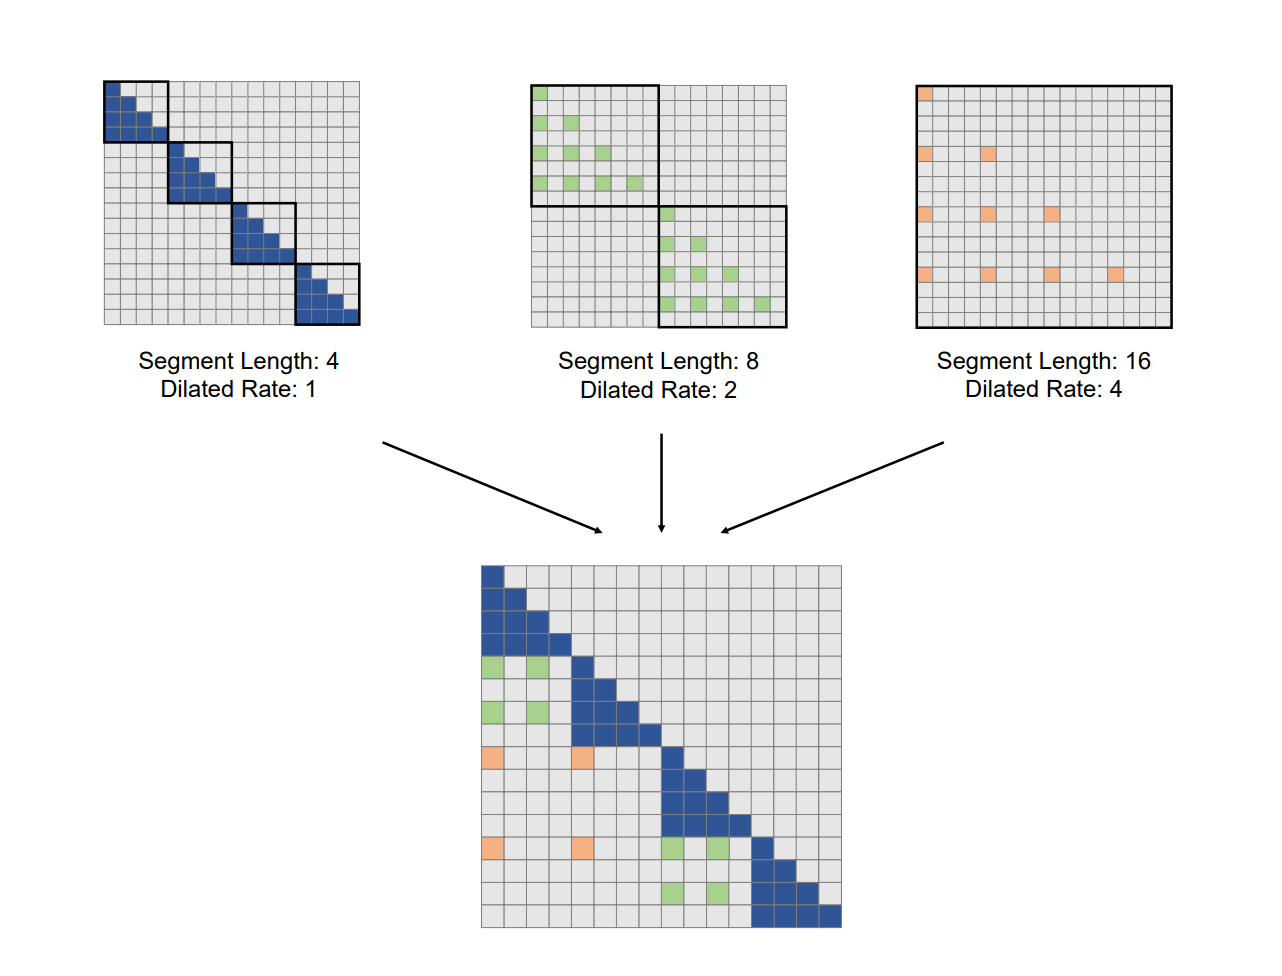 Segment Length: 4
Dilated Rate: 1
Segment Length: 8
Dilated Rate: 2
Segment Length: 16
Dilated Rate: 4